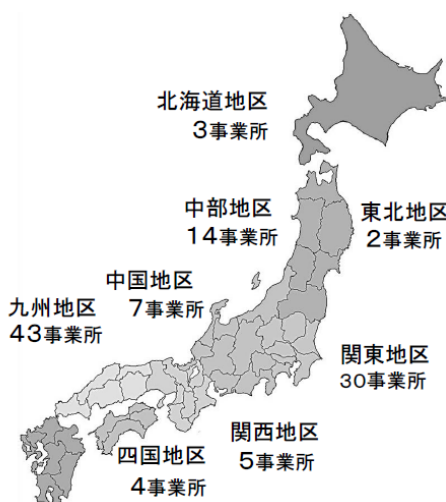 北海道地区
3事業所
中部地区
14事業所
東北地区
2事業所
中国地区
7事業所
九州地区
43事業所
関東地区
30事業所
関西地区
5事業所
四国地区
4事業所